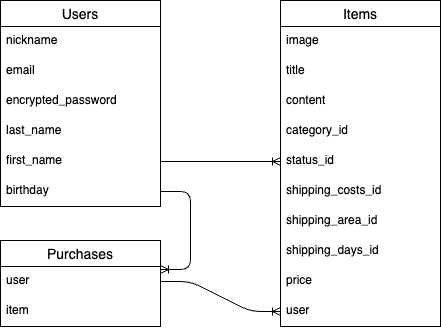 Users
nickname
email
encrypted_password
last_name
first_name
birthday
Purchases
user
item
Items
image
title
content
category_id
status_id
shipping_costs_id
shipping_area_id
shipping_days_id
price
user